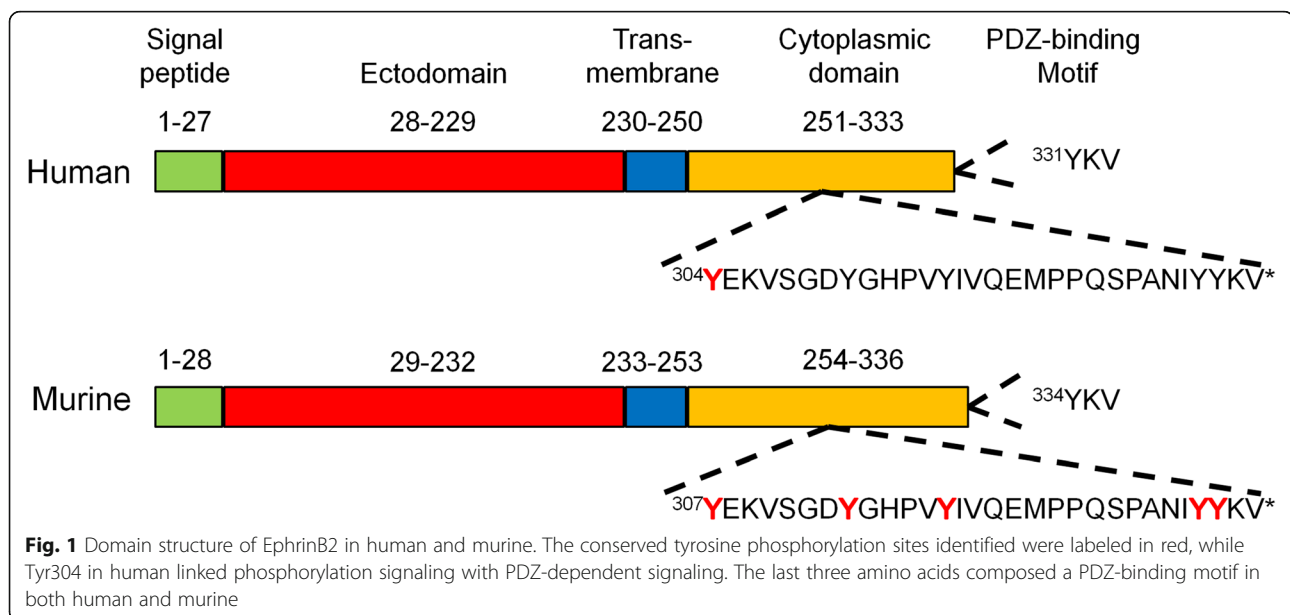 Signal peptide
Ectodomain
Trans-membrane
Cytoplasmic domain
PDZ-binding Motif
1-27
28-229
230-250
251-333
Human
331YKV
304YEKVSGDYGHPVYIVQEMPPQSPANIYYKV*
1-28
29-232
233-253
254-336
Murine
334YKV
307YEKVSGDYGHPVYIVQEMPPQSPANIYYKV*
Fig. 1 Domain structure of EphrinB2 in human and murine. The conserved tyrosine phosphorylation sites identified were labeled in red, while
Tyr304 in human linked phosphorylation signaling with PDZ-dependent signaling. The last three amino acids composed a PDZ-binding motif in
both human and murine